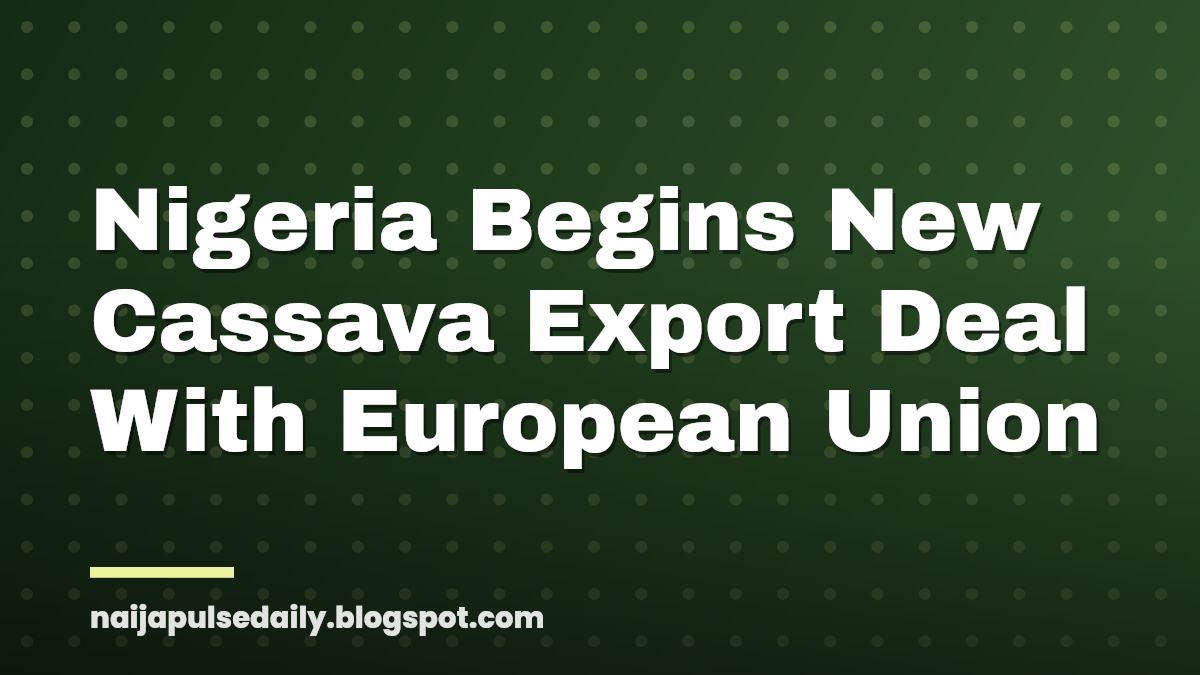 Nigeria Begins New
Cassava Export Deal
With European Union
naijapulsedaily.blogspot.com